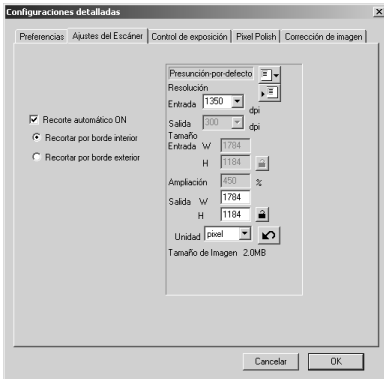 Configuraciones detalladas
Preferencias Ajustes del Escáner Control de exposición Pixel Polish Corrección de imagen
Presunción-por-defecto
Resolución
Entrada 1350 dpi
Salida 300 dpi
Tamaño
Entrada W 1784
H 1184
Ampliación 450 %
Salida W 1784
H 1184
Unidad pixel
Tamaño de Imagen 2.0MB
Recorte automático ON
Recortar por borde interior
Recortar por borde exterior
Cancelar OK